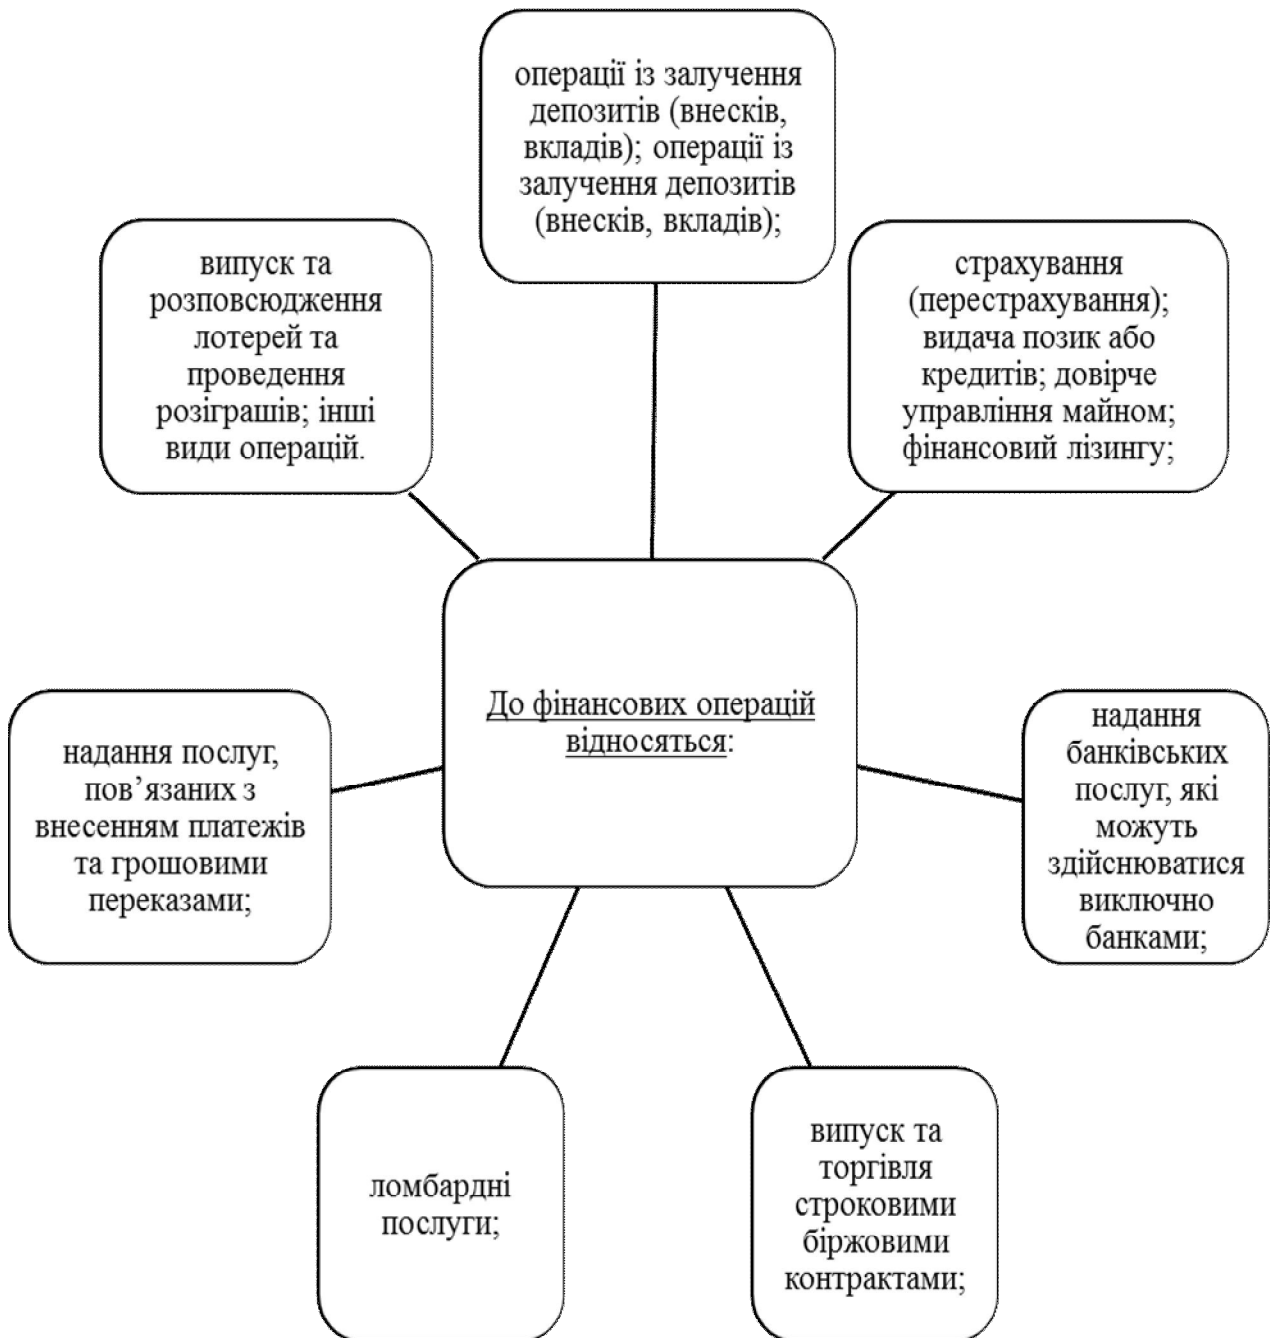 операції із залучення
депозитів (внесків,
вкладів); операції із
залучення депозитів
(внесків, вкладів);
випуск та
розповсюдження
лотерей та
проведення
розіграшів; інші
види операцій.
страхування
(перестрахування);
видача позик або
кредитів; довірче
управління майном;
фінансовий лізингу;
До фінансових операцій
відносяться:
надання послуг,
пов’язаних з
внесенням платежів
та грошовими
переказами;
надання
банківських
послуг, які
можуть
здійснюватися
виключно
банками;
ломбардні
послуги;
випуск та
торгівля
строковими
біржовими
контрактами;